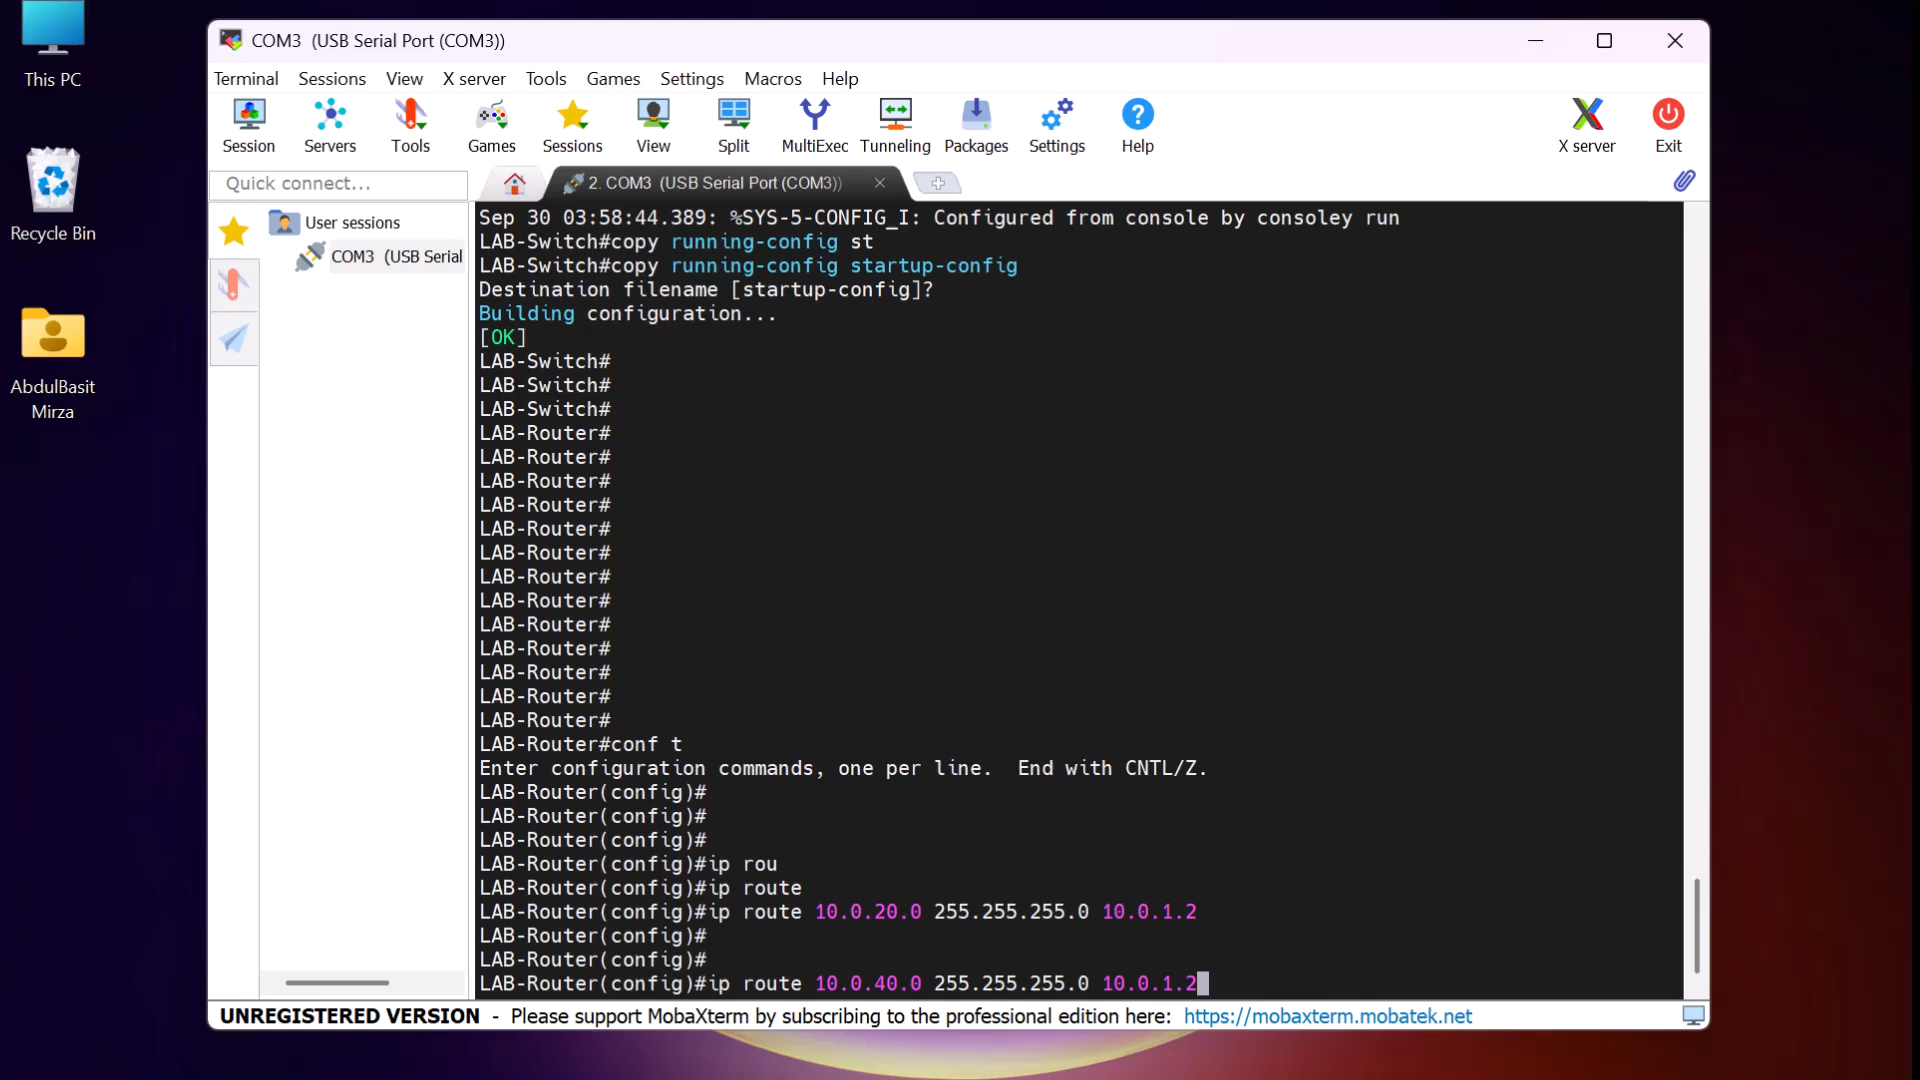 This PC
Recycle Bin
AbdulBasit
Mirza
COM3 (USB Serial Port (COM3))
Terminal Sessions View X server Tools Games Settings Macros Help
Session Servers Tools Games Sessions View Split MultiExec Tunneling Packages Settings Help X server Exit
Quick connect...
2. COM3 (USB Serial Port (COM3))
User sessions
COM3 (USB Serial
Sep 30 03:58:44.389: %SYS-5-CONFIG_I: Configured from console by consoley run
LAB-Switch#copy running-config st
LAB-Switch#copy running-config startup-config
Destination filename [startup-config]?
Building configuration...
[OK]
LAB-Switch#
LAB-Switch#
LAB-Switch#
LAB-Router#
LAB-Router#
LAB-Router#
LAB-Router#
LAB-Router#
LAB-Router#
LAB-Router#
LAB-Router#
LAB-Router#
LAB-Router#
LAB-Router#
LAB-Router#
LAB-Router#
LAB-Router#conf t
Enter configuration commands, one per line. End with CNTL/Z.
LAB-Router(config)#
LAB-Router(config)#
LAB-Router(config)#
LAB-Router(config)#ip rou
LAB-Router(config)#ip route
LAB-Router(config)#ip route 10.0.20.0 255.255.255.0 10.0.1.2
LAB-Router(config)#
LAB-Router(config)#
LAB-Router(config)#ip route 10.0.40.0 255.255.255.0 10.0.1.2
UNREGISTERED VERSION - Please support MobaXterm by subscribing to the professional edition here: https://mobaxterm.mobatek.net